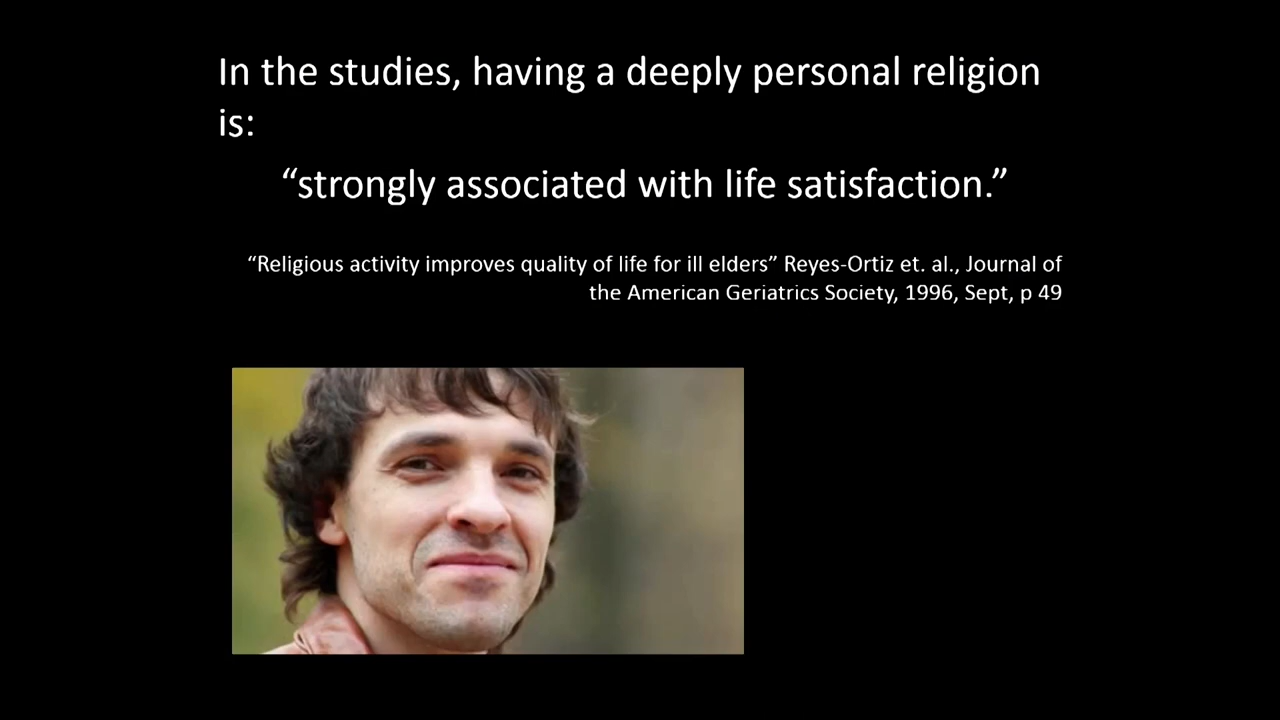 In the studies, having a deeply personal religion
is:
“strongly associated with life satisfaction.”
“Religious activity improves quality of life for ill elders” Reyes-Ortiz et. al., Journal of
the American Geriatrics Society, 1996, Sept, p 49